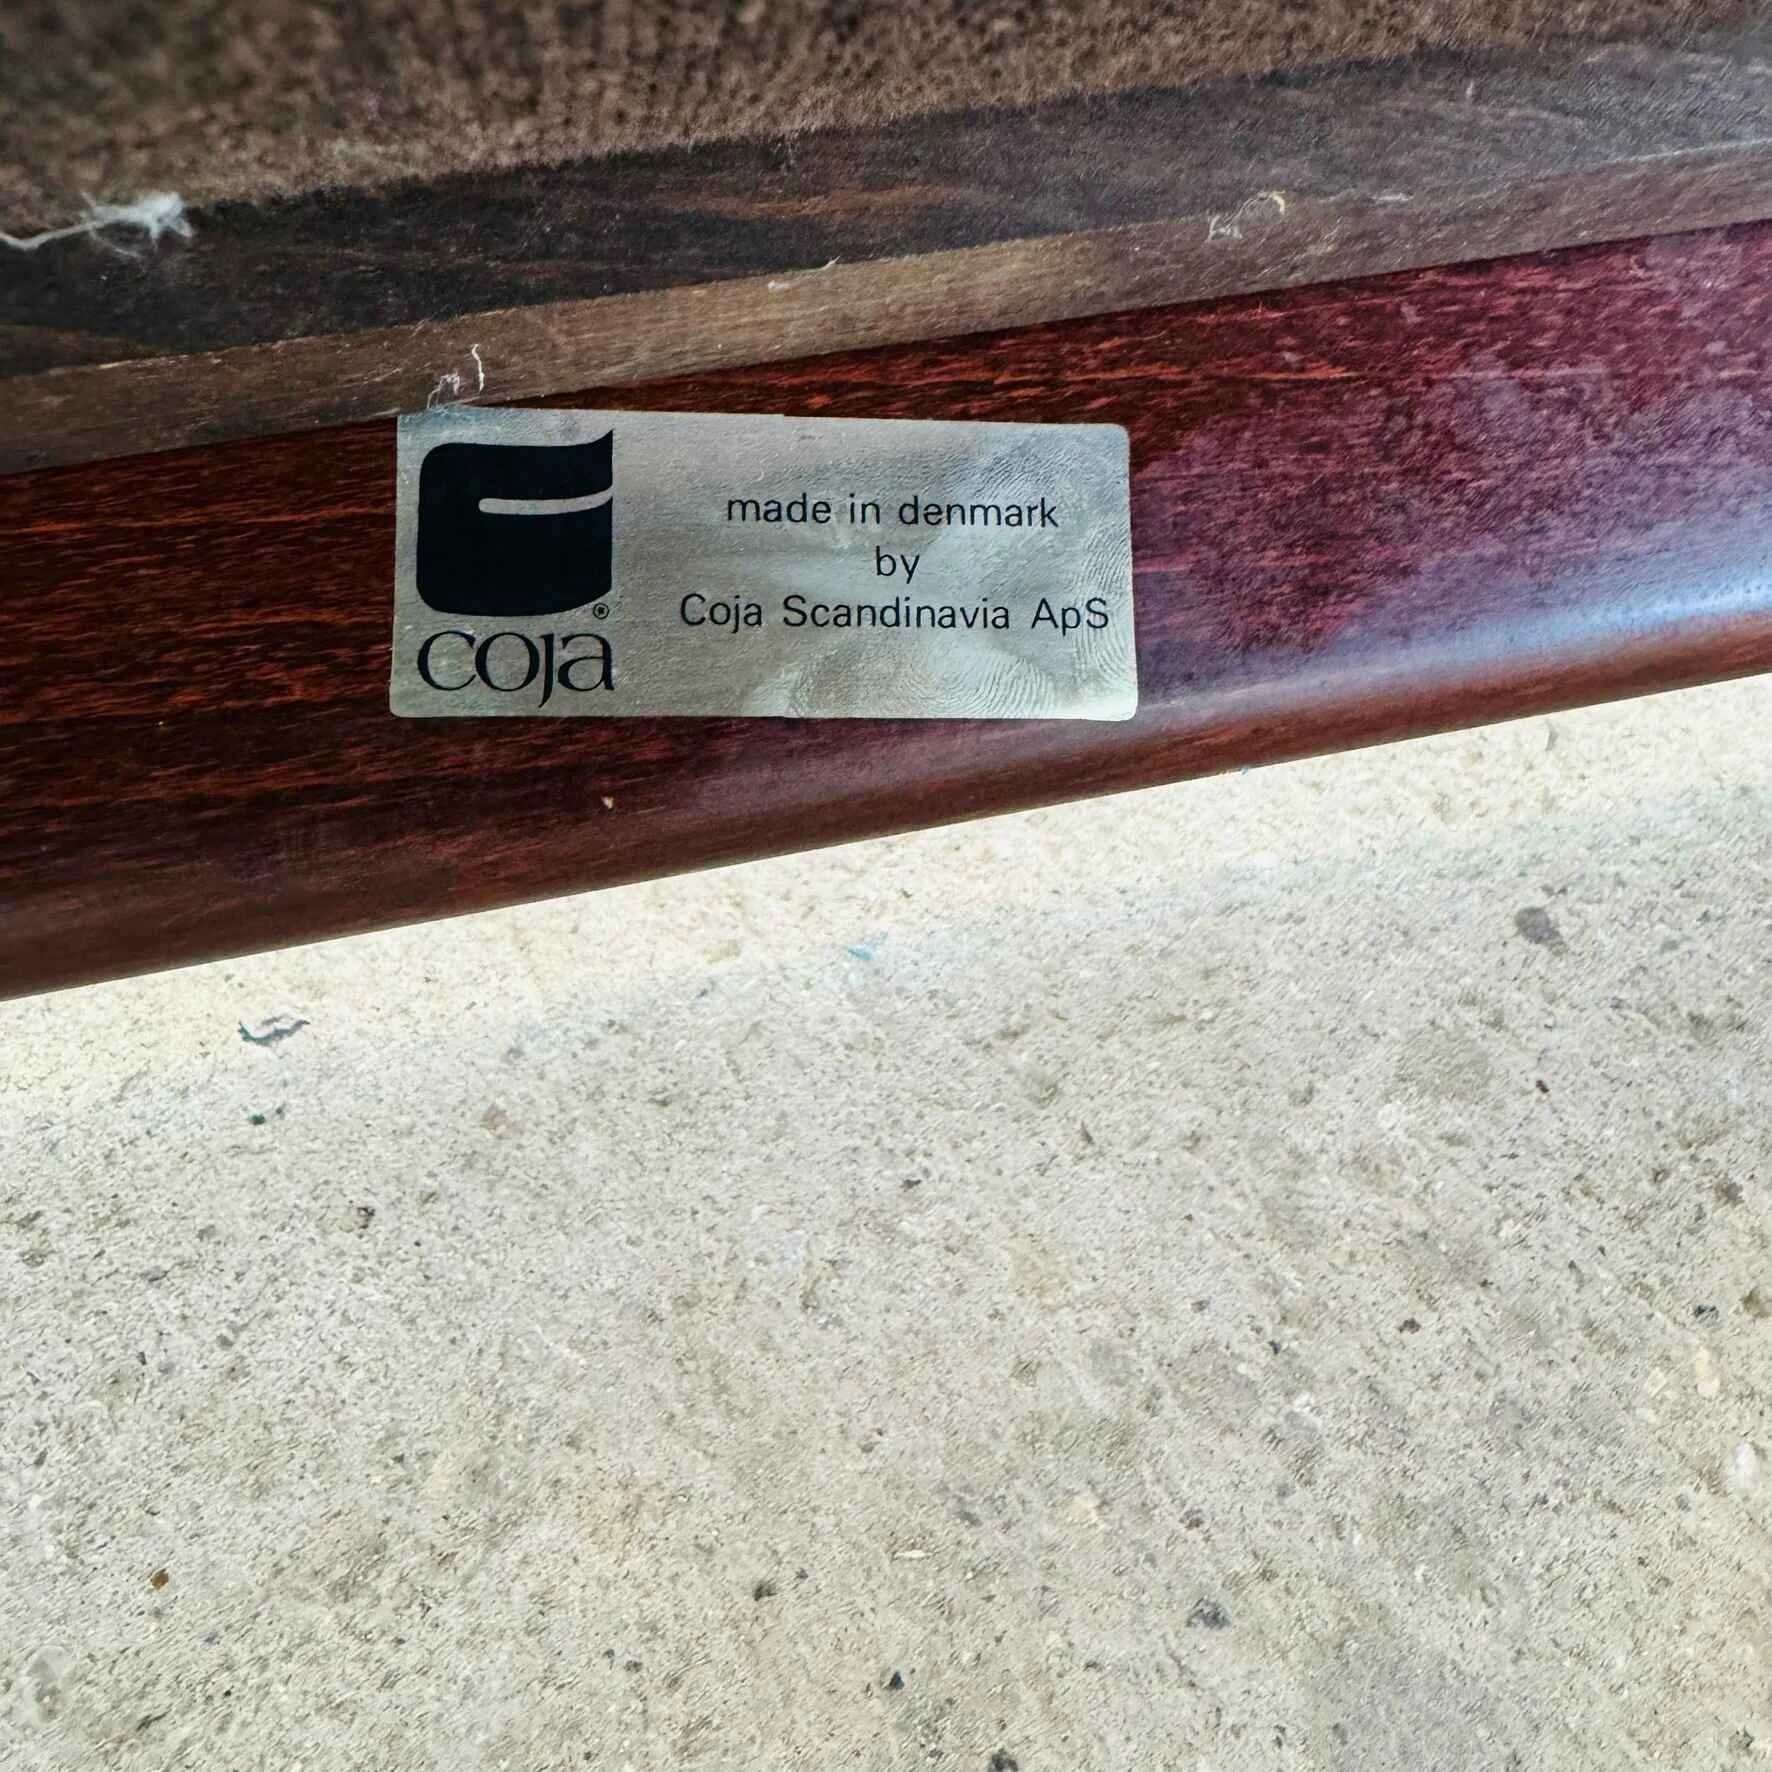 made in denmark
by
Coja Scandinavia ApS
®
coja